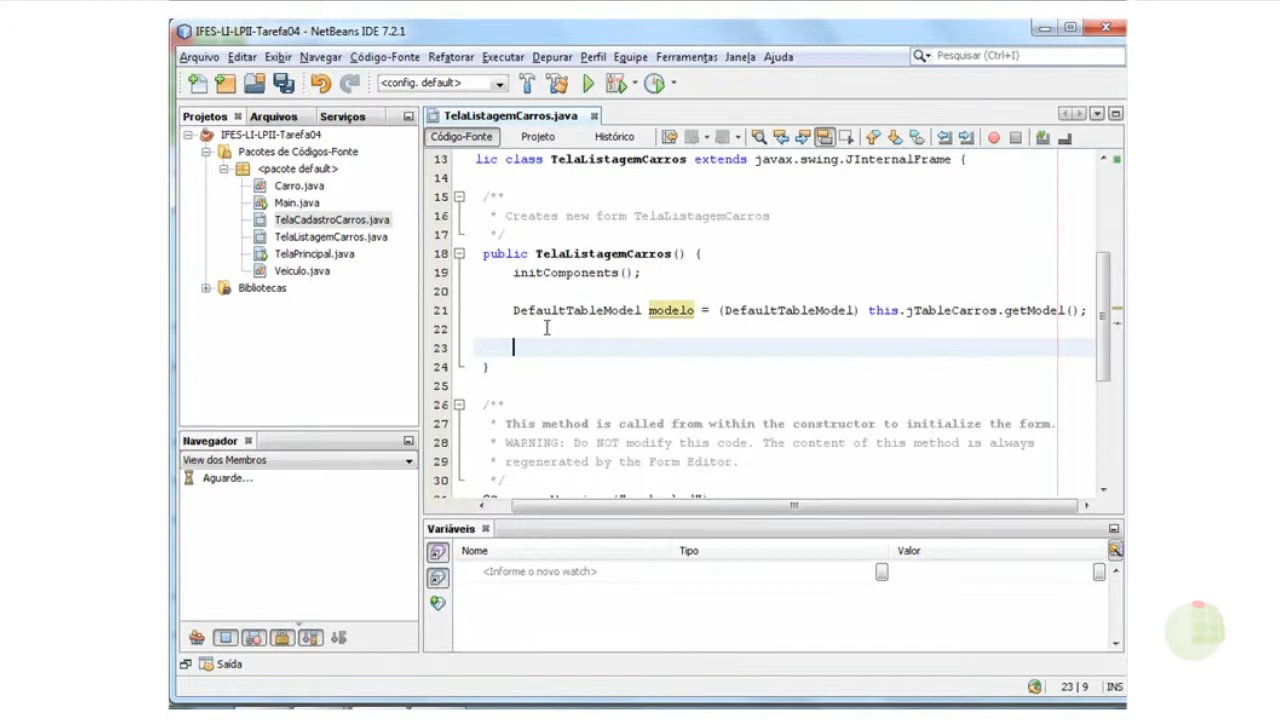 IFES-LI-LPII-Tarefa04 - NetBeans IDE 7.2.1
Arquivo Editar Exibir Navegar Código-Fonte Refatorar Executar Depurar Perfil Equipe Ferramentas Janela Ajuda
Pesquisar (Ctrl+I)
<config. default>
Projetos Arquivos Serviços
IFES-LI-LPII-Tarefa04
Pacotes de Códigos-Fonte
<pacote default>
Carro.java
Main.java
TelaCadastroCarros.java
TelaListagemCarros.java
TelaPrincipal.java
Veiculo.java
Bibliotecas
Navegador
View dos Membros
Aguarde...
TelaListagemCarros.java
Código-Fonte Projeto Histórico
13 lic class TelaListagemCarros extends javax.swing.JInternalFrame {
14
15 /**
16 * Creates new form TelaListagemCarros
17 */
18 public TelaListagemCarros() {
19 initComponents();
20
21 DefaultTableModel modelo = (DefaultTableModel) this.jTableCarros.getModel();
22
23
24 }
25
26 /**
27 * This method is called from within the constructor to initialize the form.
28 * WARNING: Do NOT modify this code. The content of this method is always
29 * regenerated by the Form Editor.
30 */
Variáveis
Nome Tipo Valor
<Informe o novo watch>
...
...
Saída
23|9 INS